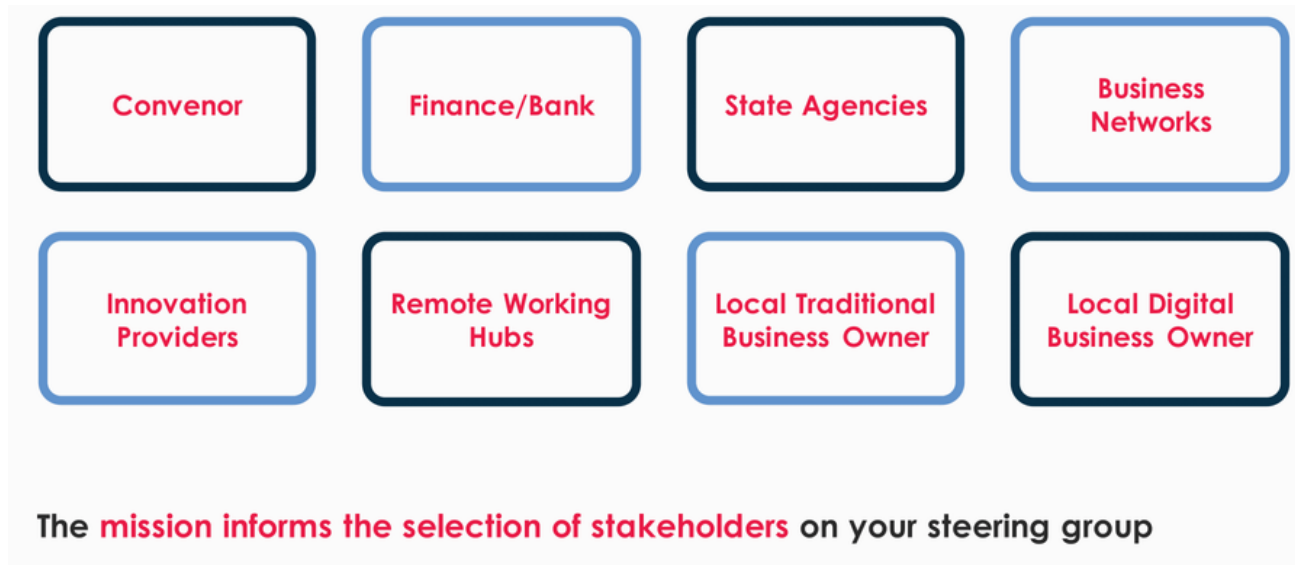 Convenor
Finance/Bank
State Agencies
Business
Networks
Innovation
Providers
Remote Working
Hubs
Local Traditional
Business Owner
Local Digital
Business Owner
The mission informs the selection of stakeholders on your steering group